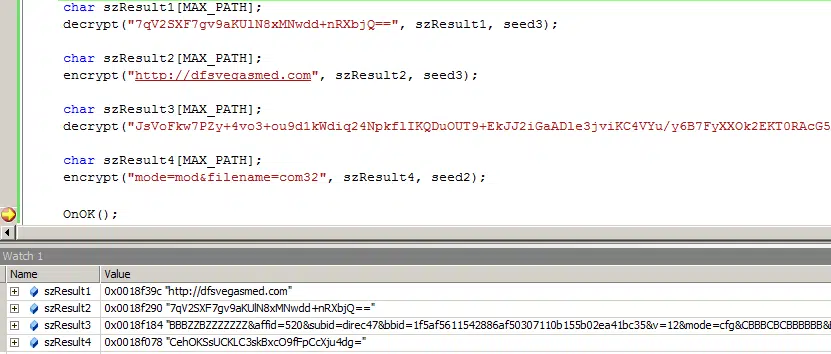 char szResult1[MAX_PATH];
decrypt("7qV2SXF7gv9aKUlN8xMNwdd+nRXbjQ==", szResult1, seed3);
char szResult2[MAX_PATH];
encrypt("http://dfsvegasmed.com", szResult2, seed3);
char szResult3[MAX_PATH];
decrypt("JsVoFkw7PZy+4vo3+ou9d1kWdiq24NpkflIKQDuOUT9+EkJJ2iGaADle3jviKC4VYu/y6B7FyXXOk2EKT0RAcG5
char szResult4[MAX_PATH];
encrypt("mode=mod&filename=com32", szResult4, seed2);
OnOK();
Watch 1
Name Value
szResult1 0x0018f39c "http://dfsvegasmed.com"
szResult2 0x0018f290 "7qV2SXF7gv9aKUlN8xMNwdd+nRXbjQ=="
szResult3 0x0018f184 "BBBZZBZZZZZZZ&affid=520&subid=direc47&bbid=1f5af5611542886af50307110b155b02ea41bc35&v=12&mode=cfg&CBBBCBCBBBBBB&
szResult4 0x0018f078 "CehOKSsUCKLC3skBxcO9fFpCcXju4dg="